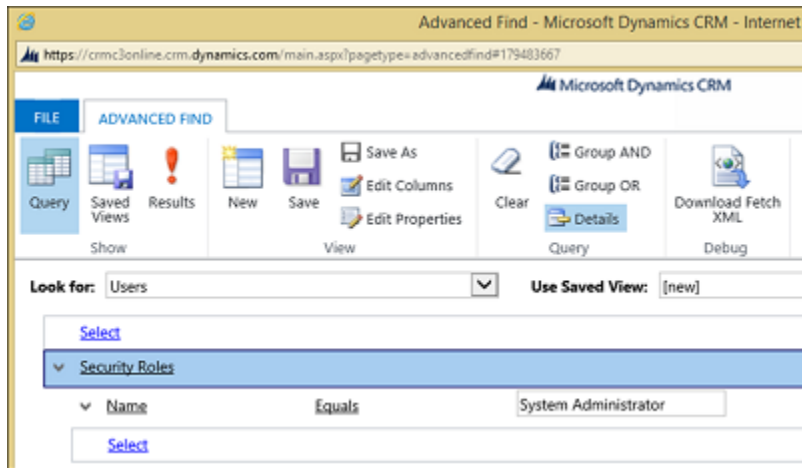 Advanced Find - Microsoft Dynamics CRM - Internet
https://crmc3online.crm.dynamics.com/main.aspx?pagetype=advancedfind#179483667
Microsoft Dynamics CRM
FILE ADVANCED FIND
Query Saved Views Results New Save Save As Edit Columns Edit Properties Clear Group AND Group OR Details Download Fetch XML
Show View Query Debug
Look for: Users Use Saved View: [new]
Select
Security Roles
Name Equals System Administrator
Select